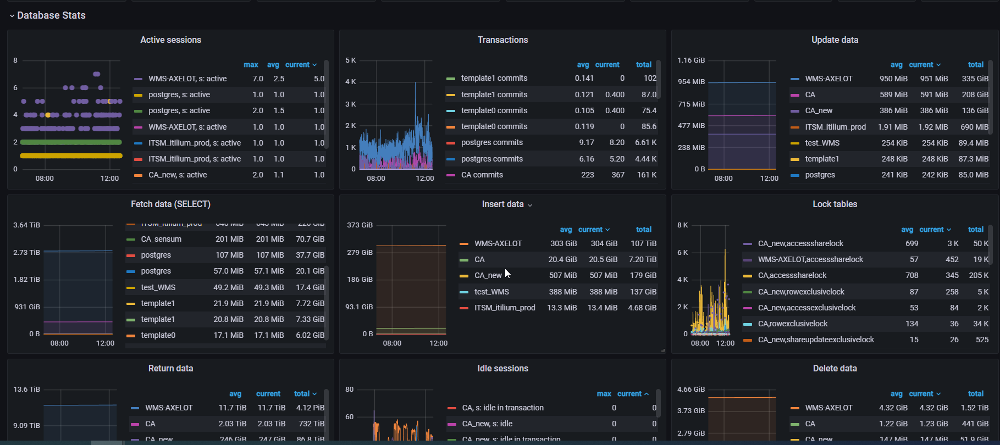 Database Stats
Active sessions
8
6
4
2
0
08:00 12:00
max avg current
WMS-AXELOT, s: active 7.0 2.5 5.0
postgres, s: active 1.0 1.0 1.0
postgres, s: active 2.0 1.5 1.0
WMS-AXELOT, s: active 1.0 1.0 1.0
ITSM_itilium_prod, s: active 1.0 1.0 1.0
ITSM_itilium_prod, s: active 1.0 1.0 1.0
CA_new, s: active 2.0 1.1 1.0
Transactions
5 K
4 K
3 K
2 K
1 K
0
08:00 12:00
avg current total
template1 commits 0.141 0 102
template1 commits 0.121 0.400 87.0
template0 commits 0.105 0.400 75.4
template0 commits 0.119 0 85.6
postgres commits 9.17 8.20 6.61 K
postgres commits 6.16 5.20 4.44 K
CA commits 223 367 161 K
Update data
1.16 GiB
954 MiB
715 MiB
477 MiB
238 MiB
0 B
08:00 12:00
avg current total
WMS-AXELOT 950 MiB 951 MiB 335 GiB
CA 589 MiB 591 MiB 208 GiB
CA_new 386 MiB 386 MiB 136 GiB
ITSM_itilium_prod 1.91 MiB 1.92 MiB 690 MiB
test_WMS 254 KiB 254 KiB 89.4 MiB
template1 248 KiB 248 KiB 87.3 MiB
postgres 241 KiB 242 KiB 85.0 MiB
Fetch data (SELECT)
3.64 TiB
2.73 TiB
1.82 TiB
931 GiB
0 B
08:00 12:00
ITSM_itilium_prod
CA_sensum 201 MiB 201 MiB 70.7 GiB
postgres 107 MiB 107 MiB 37.7 GiB
postgres 57.0 MiB 57.1 MiB 20.1 GiB
test_WMS 49.2 MiB 49.3 MiB 17.4 GiB
template1 21.9 MiB 21.9 MiB 7.72 GiB
template1 20.8 MiB 20.8 MiB 7.33 GiB
template0 17.1 MiB 17.1 MiB 6.02 GiB
Insert data
373 GiB
279 GiB
186 GiB
93.1 GiB
0 B
08:00 12:00
avg current total
WMS-AXELOT 303 GiB 304 GiB 107 TiB
CA 20.4 GiB 20.5 GiB 7.20 TiB
CA_new 507 MiB 507 MiB 179 GiB
test_WMS 388 MiB 388 MiB 137 GiB
ITSM_itilium_prod 13.3 MiB 13.4 MiB 4.68 GiB
Lock tables
8 K
6 K
4 K
2 K
0
08:00 12:00
avg current total
CA_new,accesssharelock 699 3 K 50 K
WMS-AXELOT,accesssharelock 57 452 19 K
CA,accesssharelock 708 345 205 K
CA_new,rowexclusivelock 87 258 5 K
CA_new,accessexclusivelock 53 84 2 K
CA,rowexclusivelock 134 36 34 K
CA_new,shareupdateexclusivelock 15 26 525
Return data
13.6 TiB
9.09 TiB
avg current total
WMS-AXELOT 11.7 TiB 11.7 TiB 4.12 PiB
CA 2.03 TiB 2.03 TiB 732 TiB
CA_new 246 GiB 247 GiB 86.8 TiB
Idle sessions
80
60
max current
CA, s: idle in transaction 0 0
CA_new, s: idle 0 0
CA_new, s: idle in transaction 0 0
Delete data
4.66 GiB
3.73 GiB
2.79 GiB
avg current total
WMS-AXELOT 4.32 GiB 4.32 GiB 1.52 TiB
CA 1.22 GiB 1.23 GiB 441 GiB
CA_new 147 MiB 147 MiB 51.9 GiB